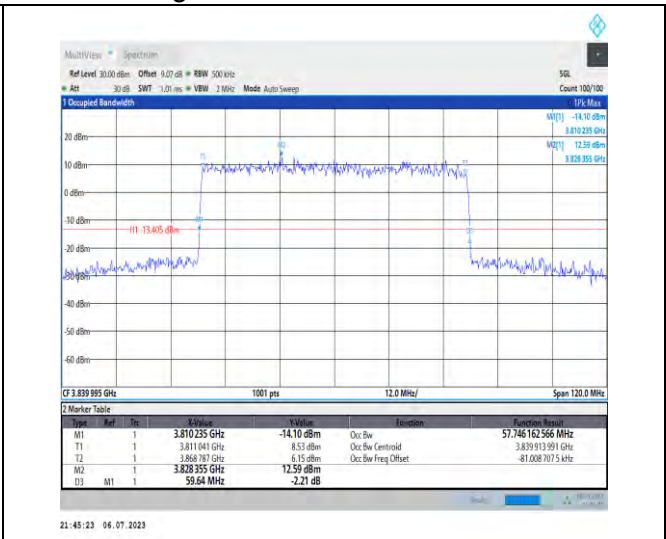 MultiView Spectrum
Ref Level 30.00 dBm Offset 9.07 dB RBW 500 kHz SGL
Att 30 dB SWT 1.01 ms VBW 2 MHz Mode Auto Sweep Count 100/100
1 Occupied Bandwidth 1Pk Max
M1[1] -14.10 dBm
3.810 235 GHz
M2[1] 12.59 dBm
3.828 355 GHz
20 dBm
10 dBm
0 dBm
-10 dBm
H1 -13.405 dBm
-20 dBm
-30 dBm
-40 dBm
-50 dBm
-60 dBm
T1
M2
T2
CF 3.839 995 GHz 1001 pts 12.0 MHz/ Span 120.0 MHz
2 Marker Table
Type Ref Trc X-Value Y-Value Function Function Result
M1 1 3.810 235 GHz -14.10 dBm Occ Bw 57.746 162 566 MHz
T1 1 3.811 041 GHz 8.53 dBm Occ Bw Centroid 3.839 913 991 GHz
T2 1 3.868 787 GHz 6.15 dBm Occ Bw Freq Offset -81.008 707 5 kHz
M2 1 3.828 355 GHz 12.59 dBm
D3 M1 1 59.64 MHz -2.21 dB
21:45:23 06.07.2023